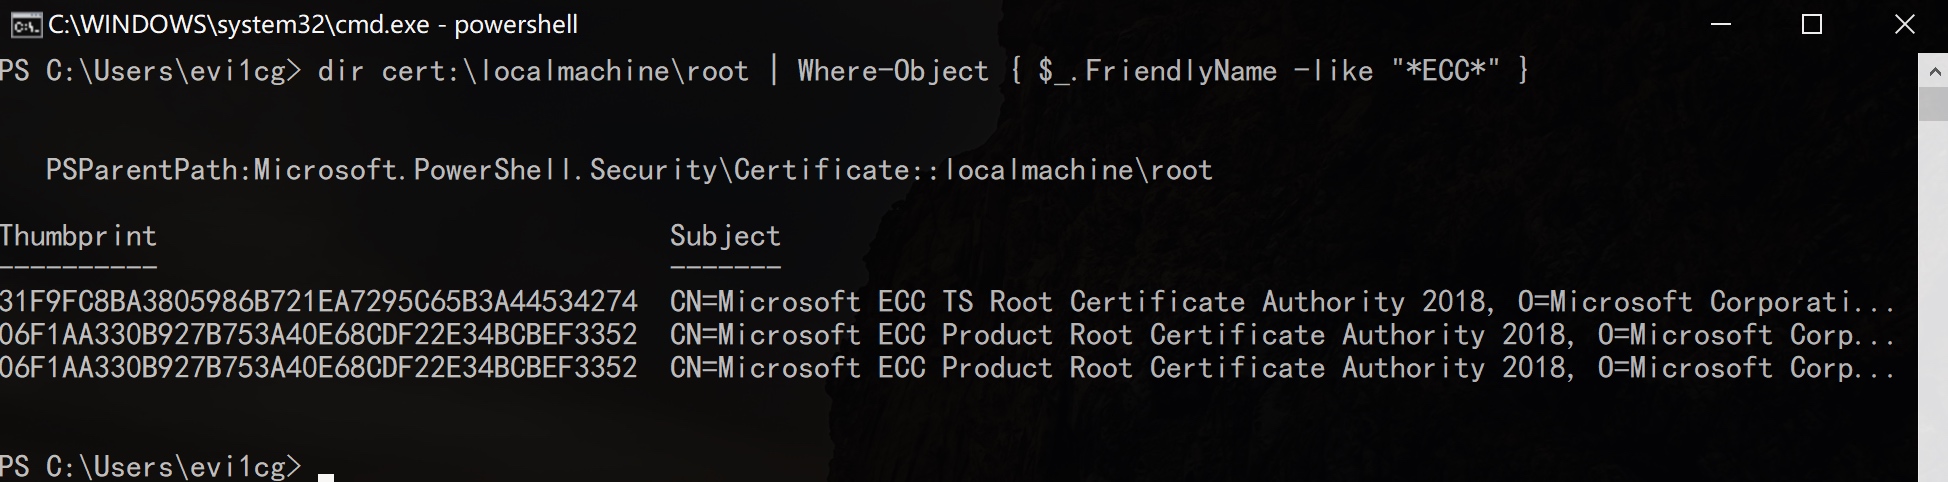 C:\WINDOWS\system32\cmd.exe - powershell
PS C:\Users\evi1cg> dir cert:\localmachine\root | Where-Object { $_.FriendlyName -like "*ECC*" }
PSParentPath:Microsoft.PowerShell.Security\Certificate::localmachine\root
Thumbprint Subject
---------- -------
31F9FC8BA3805986B721EA7295C65B3A44534274 CN=Microsoft ECC TS Root Certificate Authority 2018, O=Microsoft Corporati...
06F1AA330B927B753A40E68CDF22E34BCBEF3352 CN=Microsoft ECC Product Root Certificate Authority 2018, O=Microsoft Corp...
06F1AA330B927B753A40E68CDF22E34BCBEF3352 CN=Microsoft ECC Product Root Certificate Authority 2018, O=Microsoft Corp...
PS C:\Users\evi1cg>